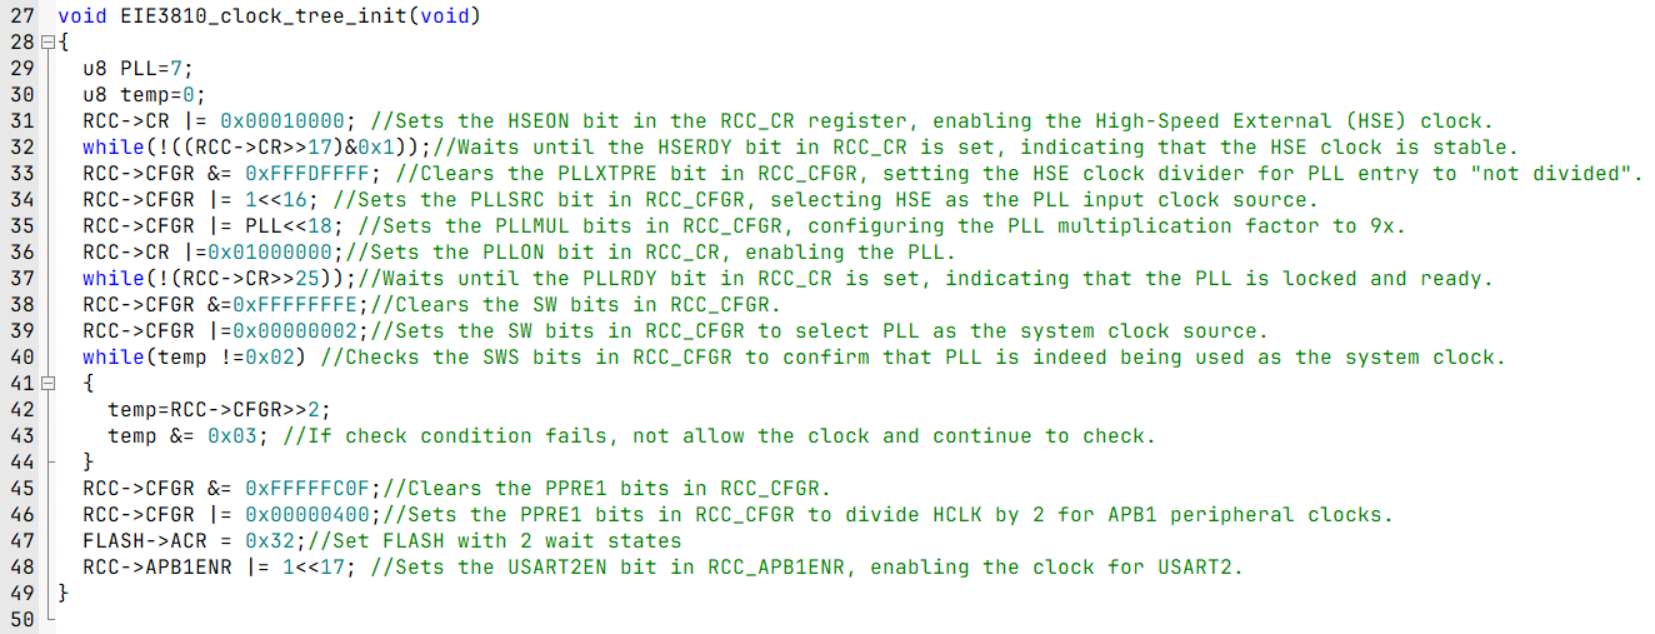 27 void EIE3810_clock_tree_init(void)
28 {
29 u8 PLL=7;
30 u8 temp=0;
31 RCC->CR |= 0x00010000; //Sets the HSEON bit in the RCC_CR register, enabling the High-Speed External (HSE) clock.
32 while(!((RCC->CR>>17)&0x1));//Waits until the HSERDY bit in RCC_CR is set, indicating that the HSE clock is stable.
33 RCC->CFGR &= 0xFFFDFFFF; //Clears the PLLXTPRE bit in RCC_CFGR, setting the HSE clock divider for PLL entry to "not divided".
34 RCC->CFGR |= 1<<16; //Sets the PLLSRC bit in RCC_CFGR, selecting HSE as the PLL input clock source.
35 RCC->CFGR |= PLL<<18; //Sets the PLLMUL bits in RCC_CFGR, configuring the PLL multiplication factor to 9x.
36 RCC->CR |=0x01000000;//Sets the PLLON bit in RCC_CR, enabling the PLL.
37 while(!(RCC->CR>>25));//Waits until the PLLRDY bit in RCC_CR is set, indicating that the PLL is locked and ready.
38 RCC->CFGR &=0xFFFFFFFE;//Clears the SW bits in RCC_CFGR.
39 RCC->CFGR |=0x00000002;//Sets the SW bits in RCC_CFGR to select PLL as the system clock source.
40 while(temp !=0x02) //Checks the SWS bits in RCC_CFGR to confirm that PLL is indeed being used as the system clock.
41 {
42 temp=RCC->CFGR>>2;
43 temp &= 0x03; //If check condition fails, not allow the clock and continue to check.
44 }
45 RCC->CFGR &= 0xFFFFFC0F;//Clears the PPRE1 bits in RCC_CFGR.
46 RCC->CFGR |= 0x00000400;//Sets the PPRE1 bits in RCC_CFGR to divide HCLK by 2 for APB1 peripheral clocks.
47 FLASH->ACR = 0x32;//Set FLASH with 2 wait states
48 RCC->APB1ENR |= 1<<17; //Sets the USART2EN bit in RCC_APB1ENR, enabling the clock for USART2.
49 }
50